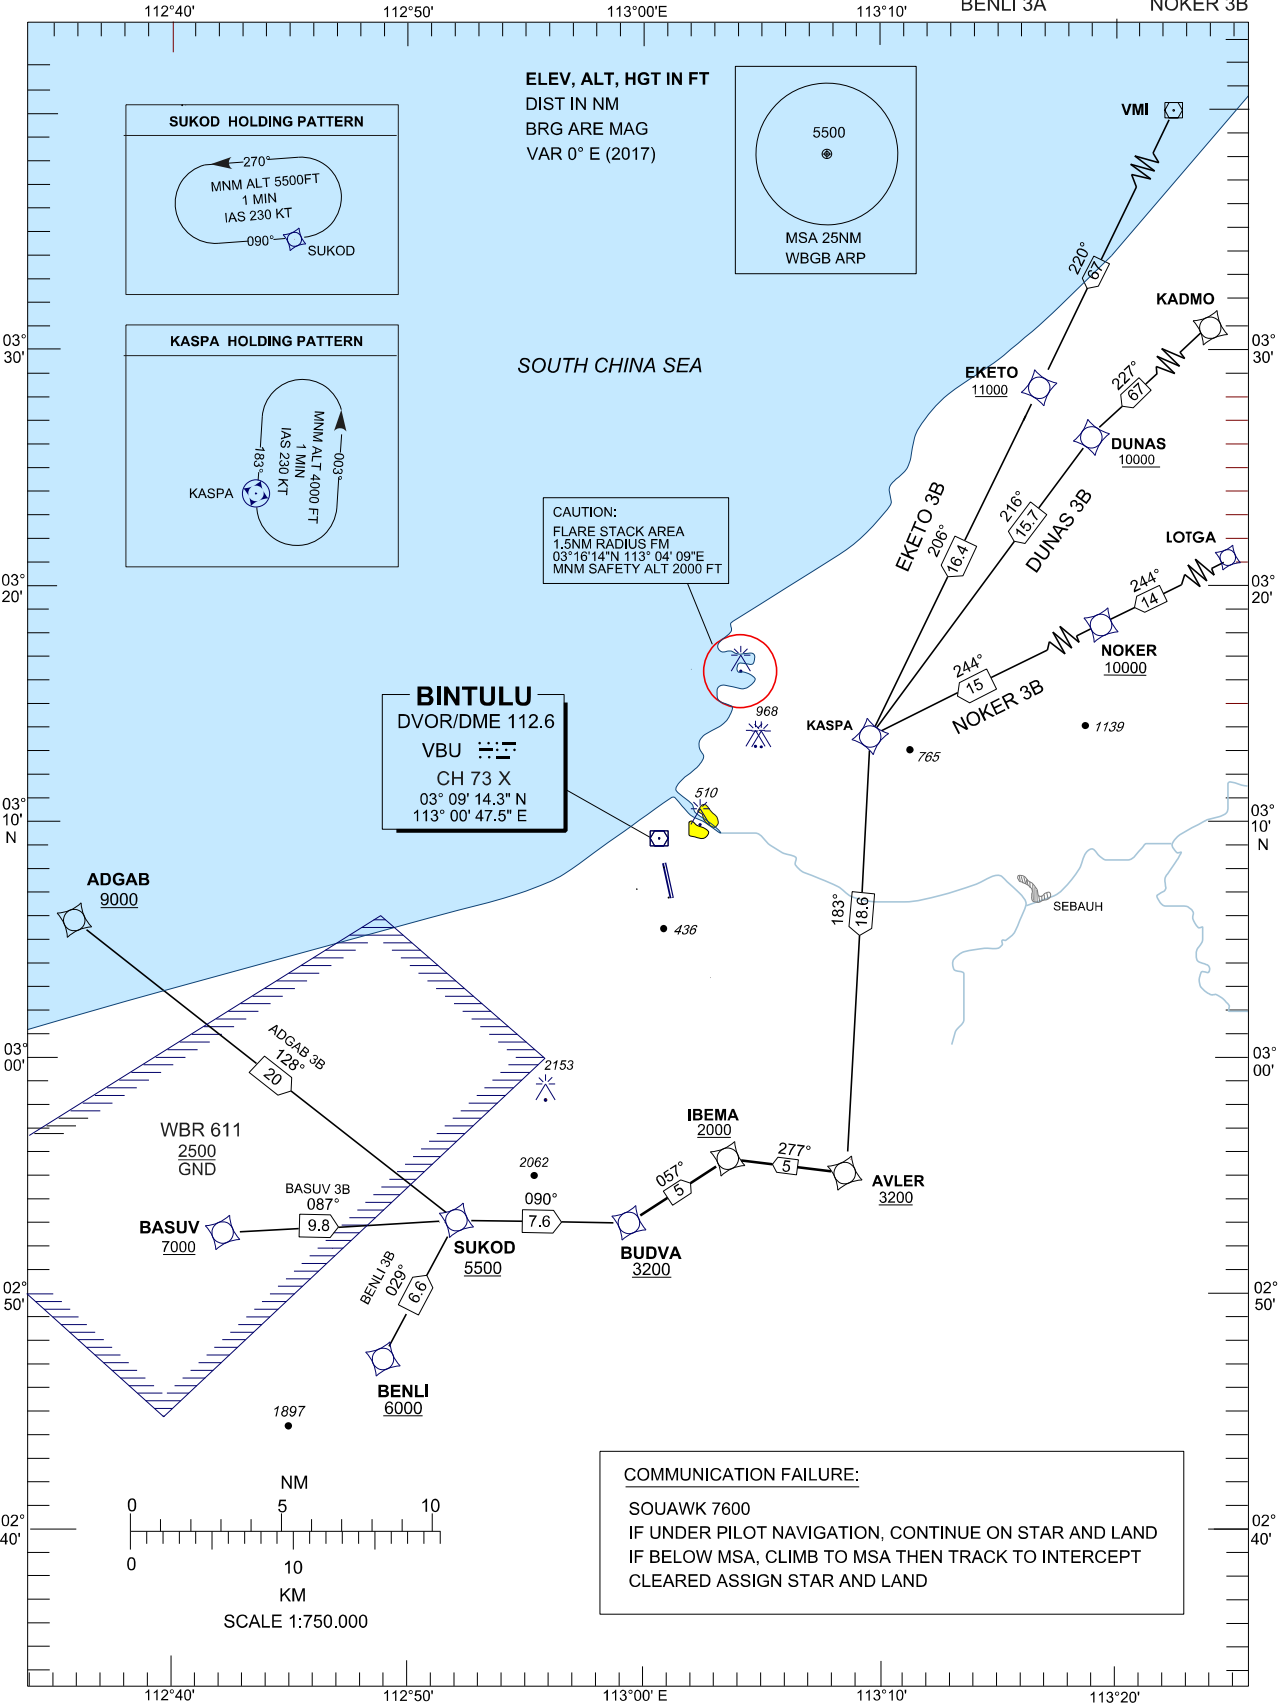 BENLI 3A
NOKER 3B
112°40'
112°50'
113°00'E
113°10'
ELEV, ALT, HGT IN FT
DIST IN NM
BRG ARE MAG
VAR 0° E (2017)
5500
MSA 25NM
WBGB ARP
SUKOD HOLDING PATTERN
270°
MNM ALT 5500FT
1 MIN
IAS 230 KT
090°
SUKOD
KASPA HOLDING PATTERN
MNM ALT 4000 FT
1 MIN
IAS 230 KT
183°
003°
KASPA
VMI
220°
67
KADMO
227°
67
03°
30'
03°
30'
SOUTH CHINA SEA
EKETO
11000
DUNAS
10000
EKETO 3B
206°
16.4
216°
15.7
DUNAS 3B
LOTGA
244°
14
CAUTION:
FLARE STACK AREA
1.5NM RADIUS FM
03°16'14"N 113° 04' 09"E
MNM SAFETY ALT 2000 FT
03°
20'
03°
20'
NOKER
10000
244°
15
NOKER 3B
BINTULU
DVOR/DME 112.6
VBU
CH 73 X
03° 09' 14.3" N
113° 00' 47.5" E
968
KASPA
765
1139
510
03°
10'
N
03°
10'
N
ADGAB
9000
183°
18.6
SEBAUH
436
ADGAB 3B
128°
20
03°
00'
03°
00'
2153
WBR 611
2500
GND
IBEMA
2000
277°
5
057°
5
2062
AVLER
3200
BASUV 3B
087°
9.8
090°
7.6
BASUV
7000
SUKOD
5500
BUDVA
3200
BENLI 3B
029°
6.6
02°
50'
02°
50'
BENLI
6000
1897
NM
0 5 10
0 10
KM
SCALE 1:750.000
02°
40'
02°
40'
COMMUNICATION FAILURE:
SOUAWK 7600
IF UNDER PILOT NAVIGATION, CONTINUE ON STAR AND LAND
IF BELOW MSA, CLIMB TO MSA THEN TRACK TO INTERCEPT
CLEARED ASSIGN STAR AND LAND
112°40'
112°50'
113°00' E
113°10'
113°20'